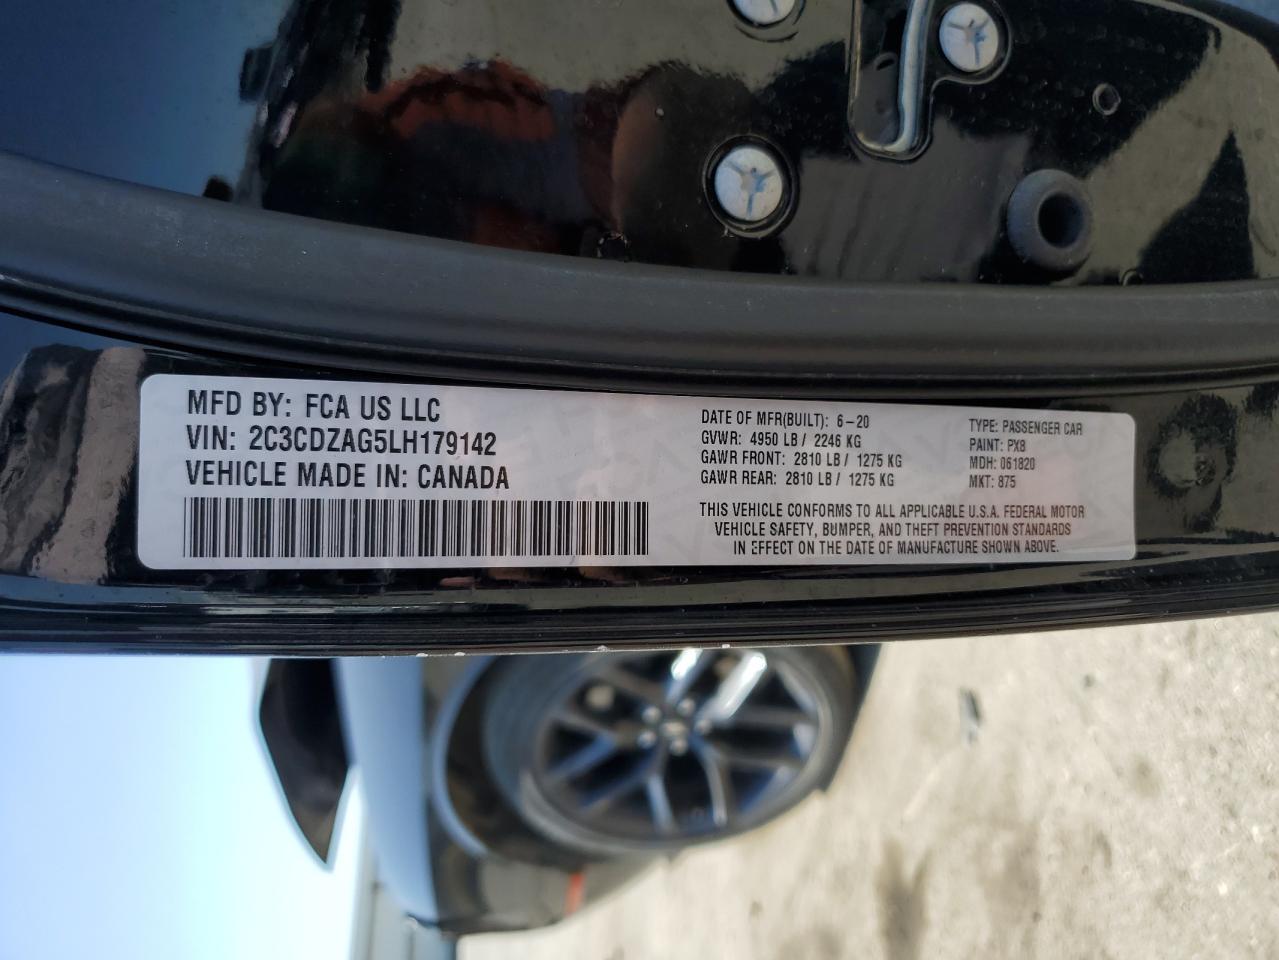 MFD BY: FCA US LLC
VIN: 2C3CDZAG5LH179142
VEHICLE MADE IN: CANADA
DATE OF MFR(BUILT): 6-20
GVWR: 4950 LB / 2246 KG
GAWR FRONT: 2810 LB / 1275 KG
GAWR REAR: 2810 LB / 1275 KG
TYPE: PASSENGER CAR
PAINT: PX8
MDH: 061820
MKT: 875
THIS VEHICLE CONFORMS TO ALL APPLICABLE U.S.A. FEDERAL MOTOR
VEHICLE SAFETY, BUMPER, AND THEFT PREVENTION STANDARDS
IN EFFECT ON THE DATE OF MANUFACTURE SHOWN ABOVE.